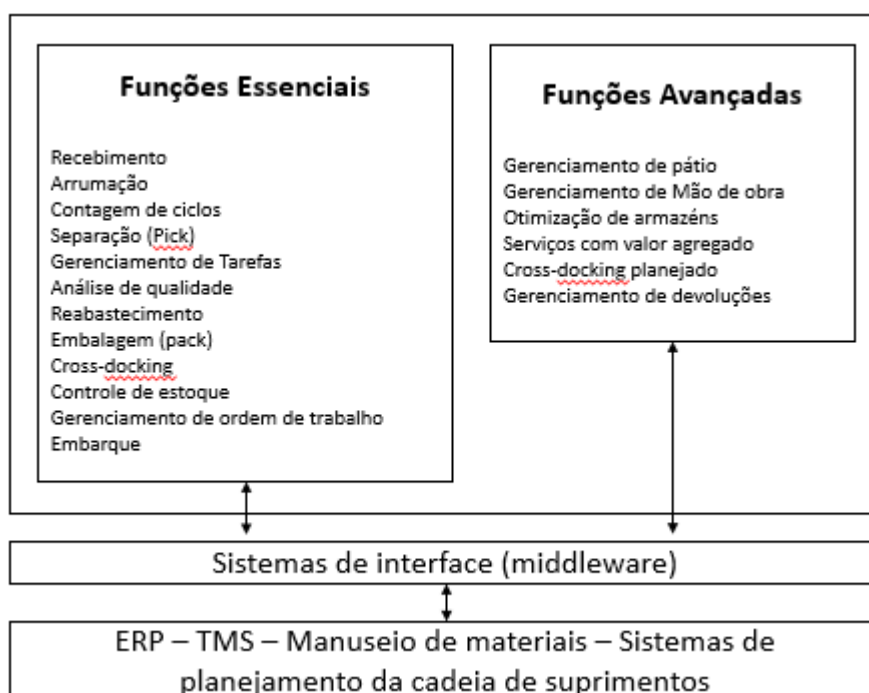 Funções Essenciais
Recebimento
Arrumação
Contagem de ciclos
Separação (Pick)
Gerenciamento de Tarefas
Análise de qualidade
Reabastecimento
Embalagem (pack)
Cross-docking
Controle de estoque
Gerenciamento de ordem de trabalho
Embarque
Funções Avançadas
Gerenciamento de pátio
Gerenciamento de Mão de obra
Otimização de armazéns
Serviços com valor agregado
Cross-docking planejado
Gerenciamento de devoluções
Sistemas de interface (middleware)
ERP – TMS – Manuseio de materiais – Sistemas de
planejamento da cadeia de suprimentos